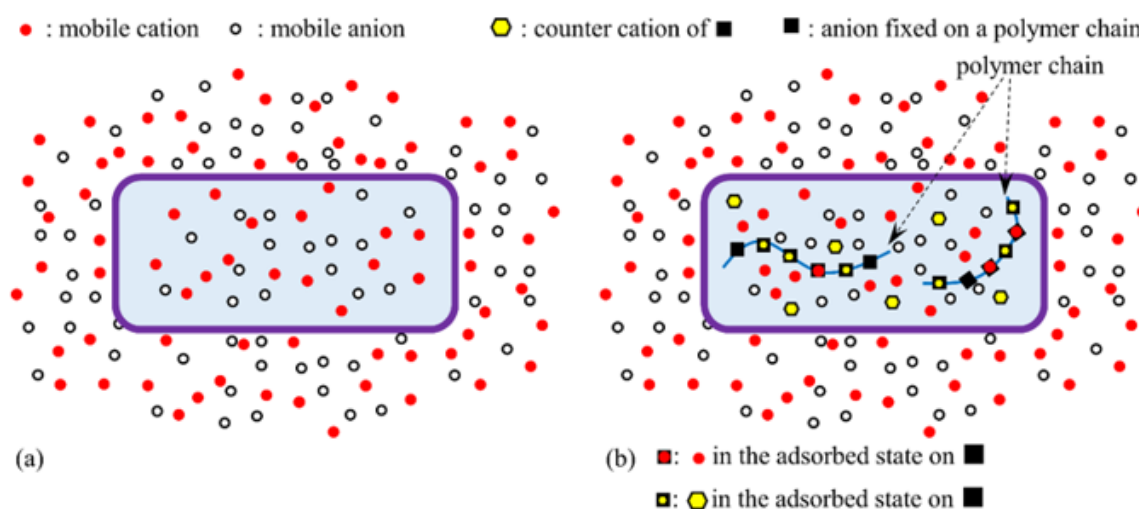 : mobile cation : mobile anion : counter cation of : anion fixed on a polymer chain
polymer chain
(a)
(b) : in the adsorbed state on
: in the adsorbed state on